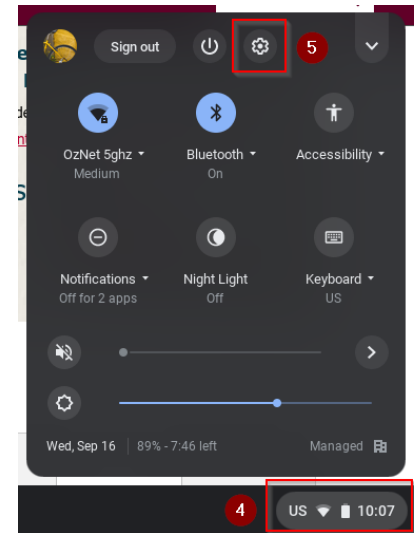 Sign out
5
OzNet 5ghz
Bluetooth
Accessibility
Medium
On
Notifications
Night Light
Keyboard
Off for 2 apps
Off
US
Wed, Sep 16
89% - 7:46 left
Managed
4
US
10:07